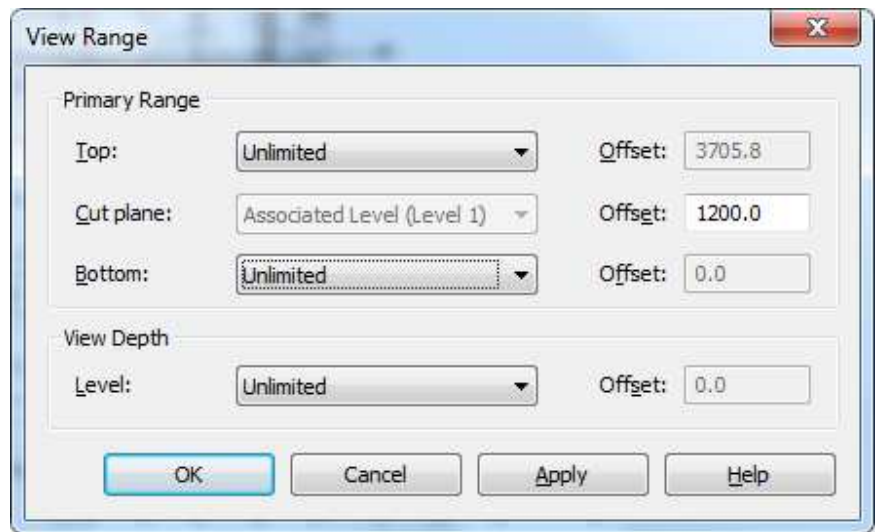 View Range
Primary Range
Top: Unlimited Offset: 3705.8
Cut plane: Associated Level (Level 1) Offset: 1200.0
Bottom: Unlimited Offset: 0.0
View Depth
Level: Unlimited Offset: 0.0
OK Cancel Apply Help